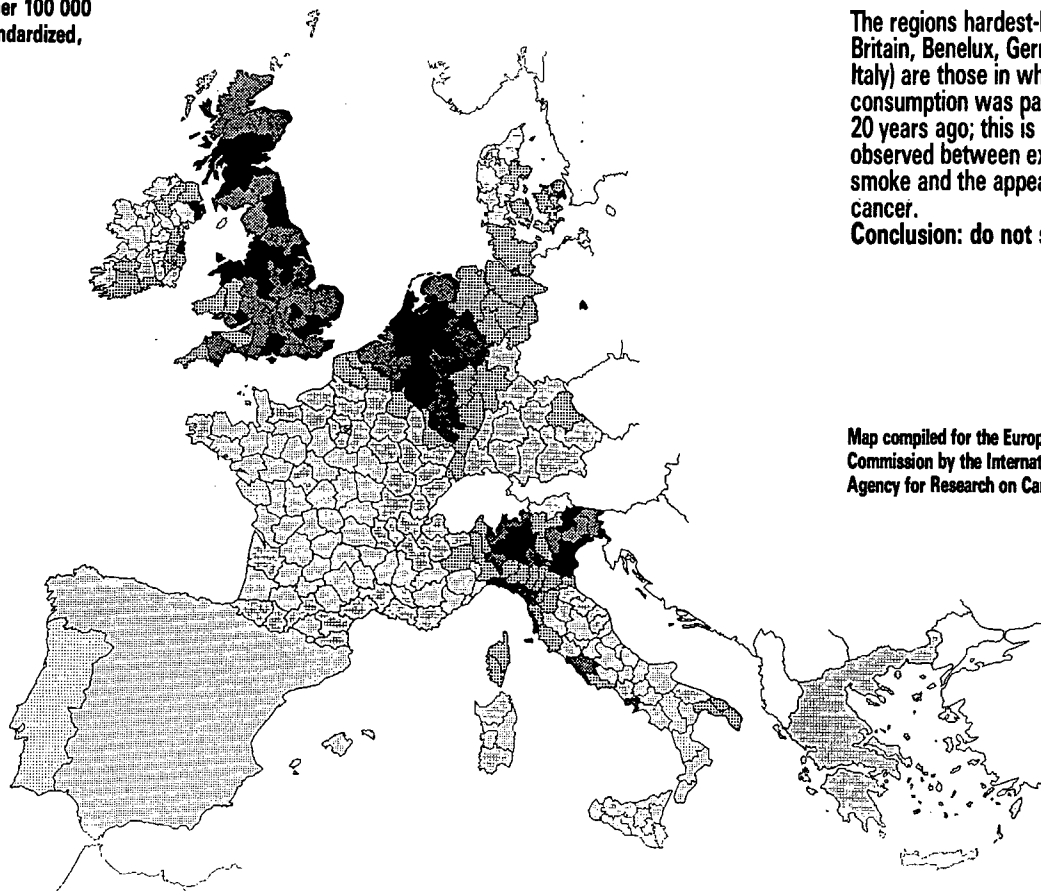 er 100 000
ndardized,
The regions hardest-
Britain, Benelux, Ger
Italy) are those in wh
consumption was pa
20 years ago; this is
observed between ex
smoke and the appea
cancer.
Conclusion: do not s
Map compiled for the Europ
Commission by the Internat
Agency for Research on Ca